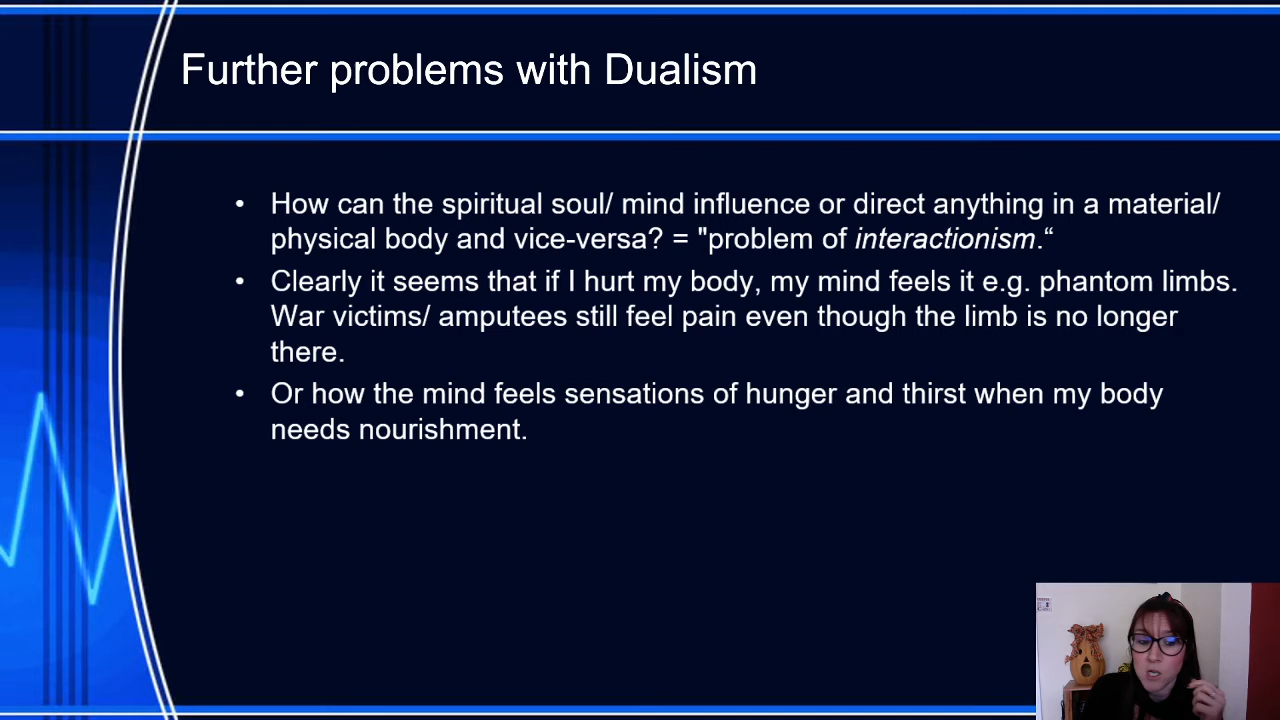 Further problems with Dualism
• How can the spiritual soul/ mind influence or direct anything in a material/
physical body and vice-versa? = "problem of interactionism.“
• Clearly it seems that if I hurt my body, my mind feels it e.g. phantom limbs.
War victims/ amputees still feel pain even though the limb is no longer
there.
• Or how the mind feels sensations of hunger and thirst when my body
needs nourishment.